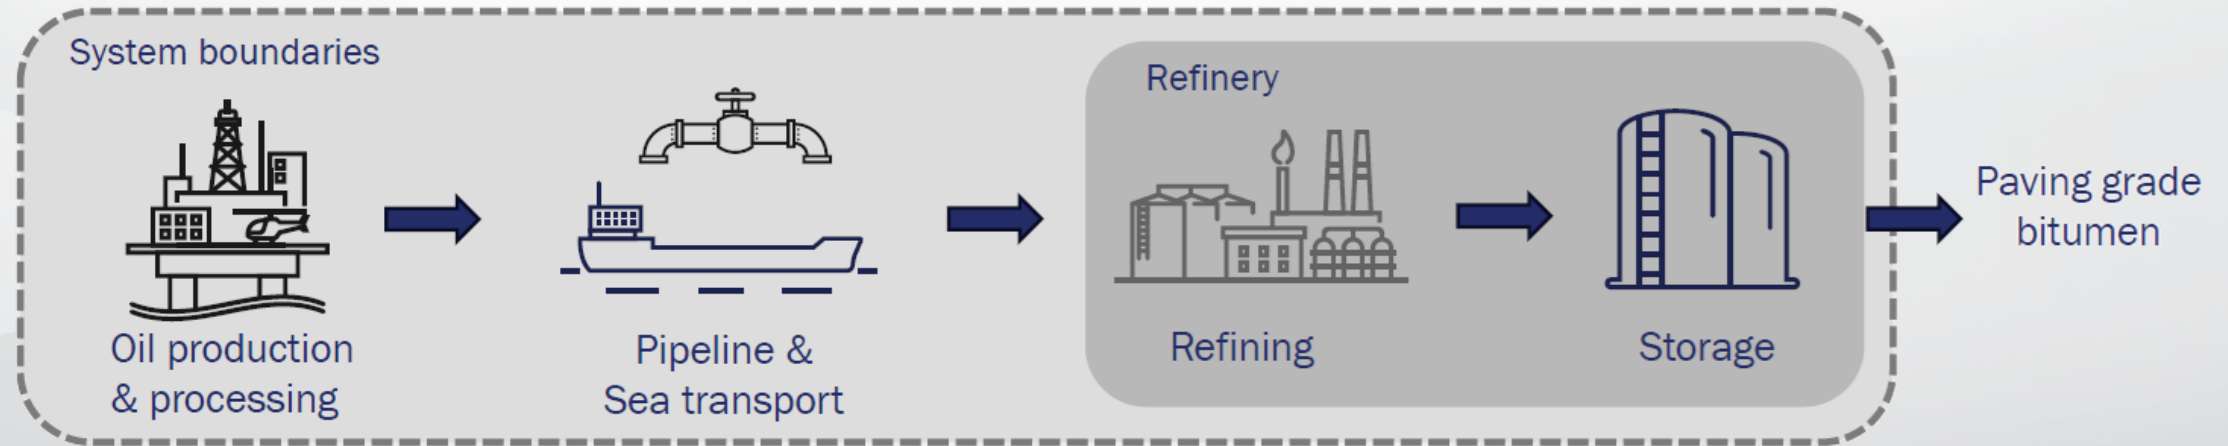 System boundaries
Refinery
Oil production
& processing
Pipeline &
Sea transport
Refining
Storage
Paving grade
bitumen